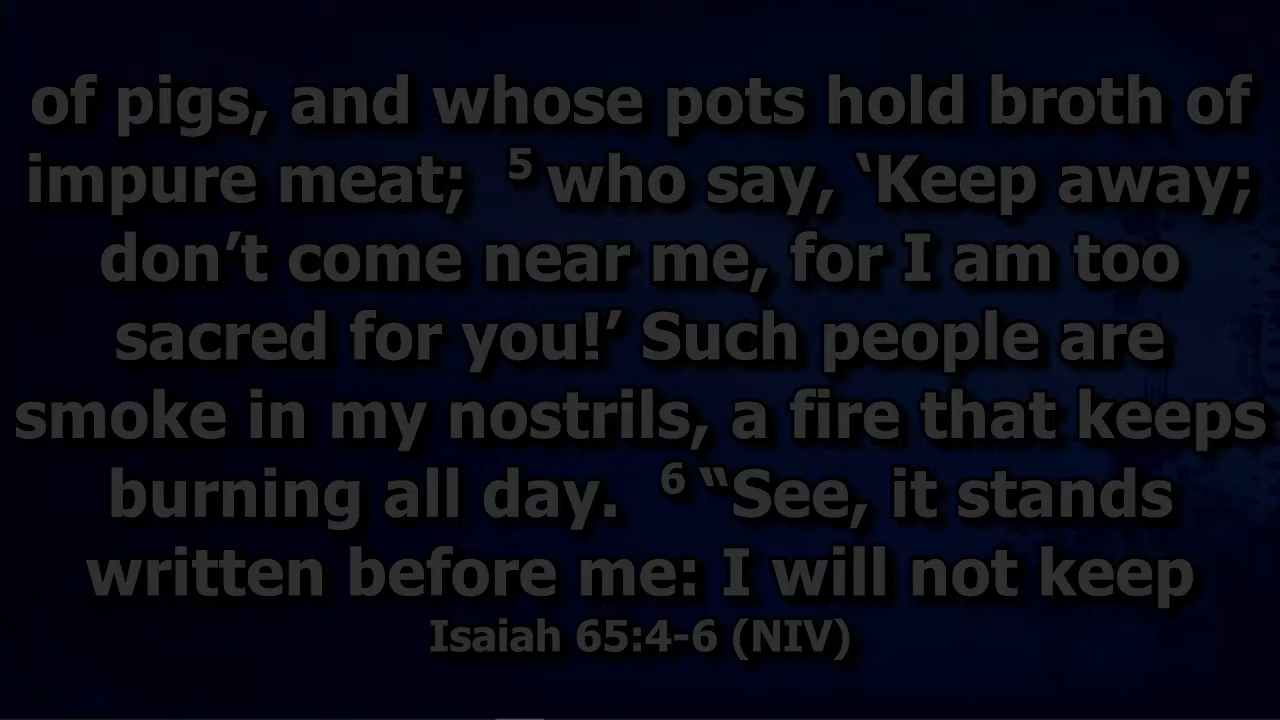 of pigs, and whose pots hold broth of
impure meat; 5 who say, ‘Keep away;
don’t come near me, for I am too
sacred for you!’ Such people are
smoke in my nostrils, a fire that keeps
burning all day. 6 “See, it stands
written before me: I will not keep
Isaiah 65:4-6 (NIV)